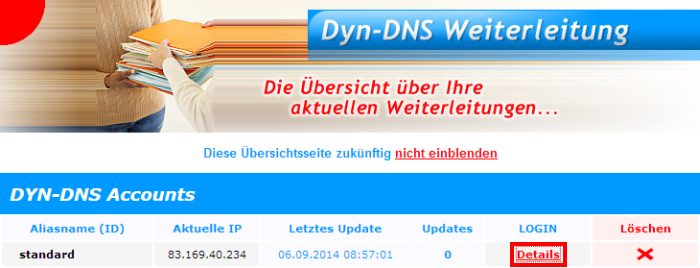 Dyn-DNS Weiterleitung
Die Übersicht über Ihre
aktuellen Weiterleitungen...
Diese Übersichtsseite zukünftig nicht einblenden
DYN-DNS Accounts
Aliasname (ID) Aktuelle IP Letztes Update Updates LOGIN Löschen
standard 83.169.40.234 06.09.2014 08:57:01 0 Details